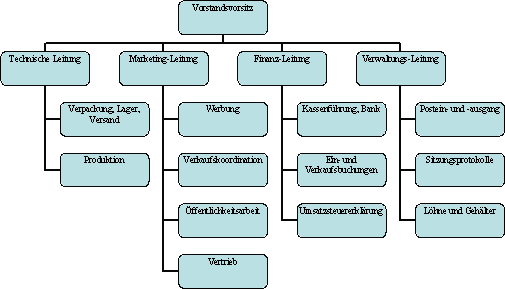 Vorstandsvorsitz
Technische Leitung
Marketing-Leitung
Finanz-Leitung
Verwaltungs-Leitung
Verpackung, Lager,
Versand
Werbung
Kassenführung, Bank
Postein- und -ausgang
Produktion
Verkaufskoordination
Ein- und
Verkaufsbuchungen
Sitzungsprotokolle
Öffentlichkeitsarbeit
Umsatzsteuererklärung
Löhne und Gehälter
Vertrieb